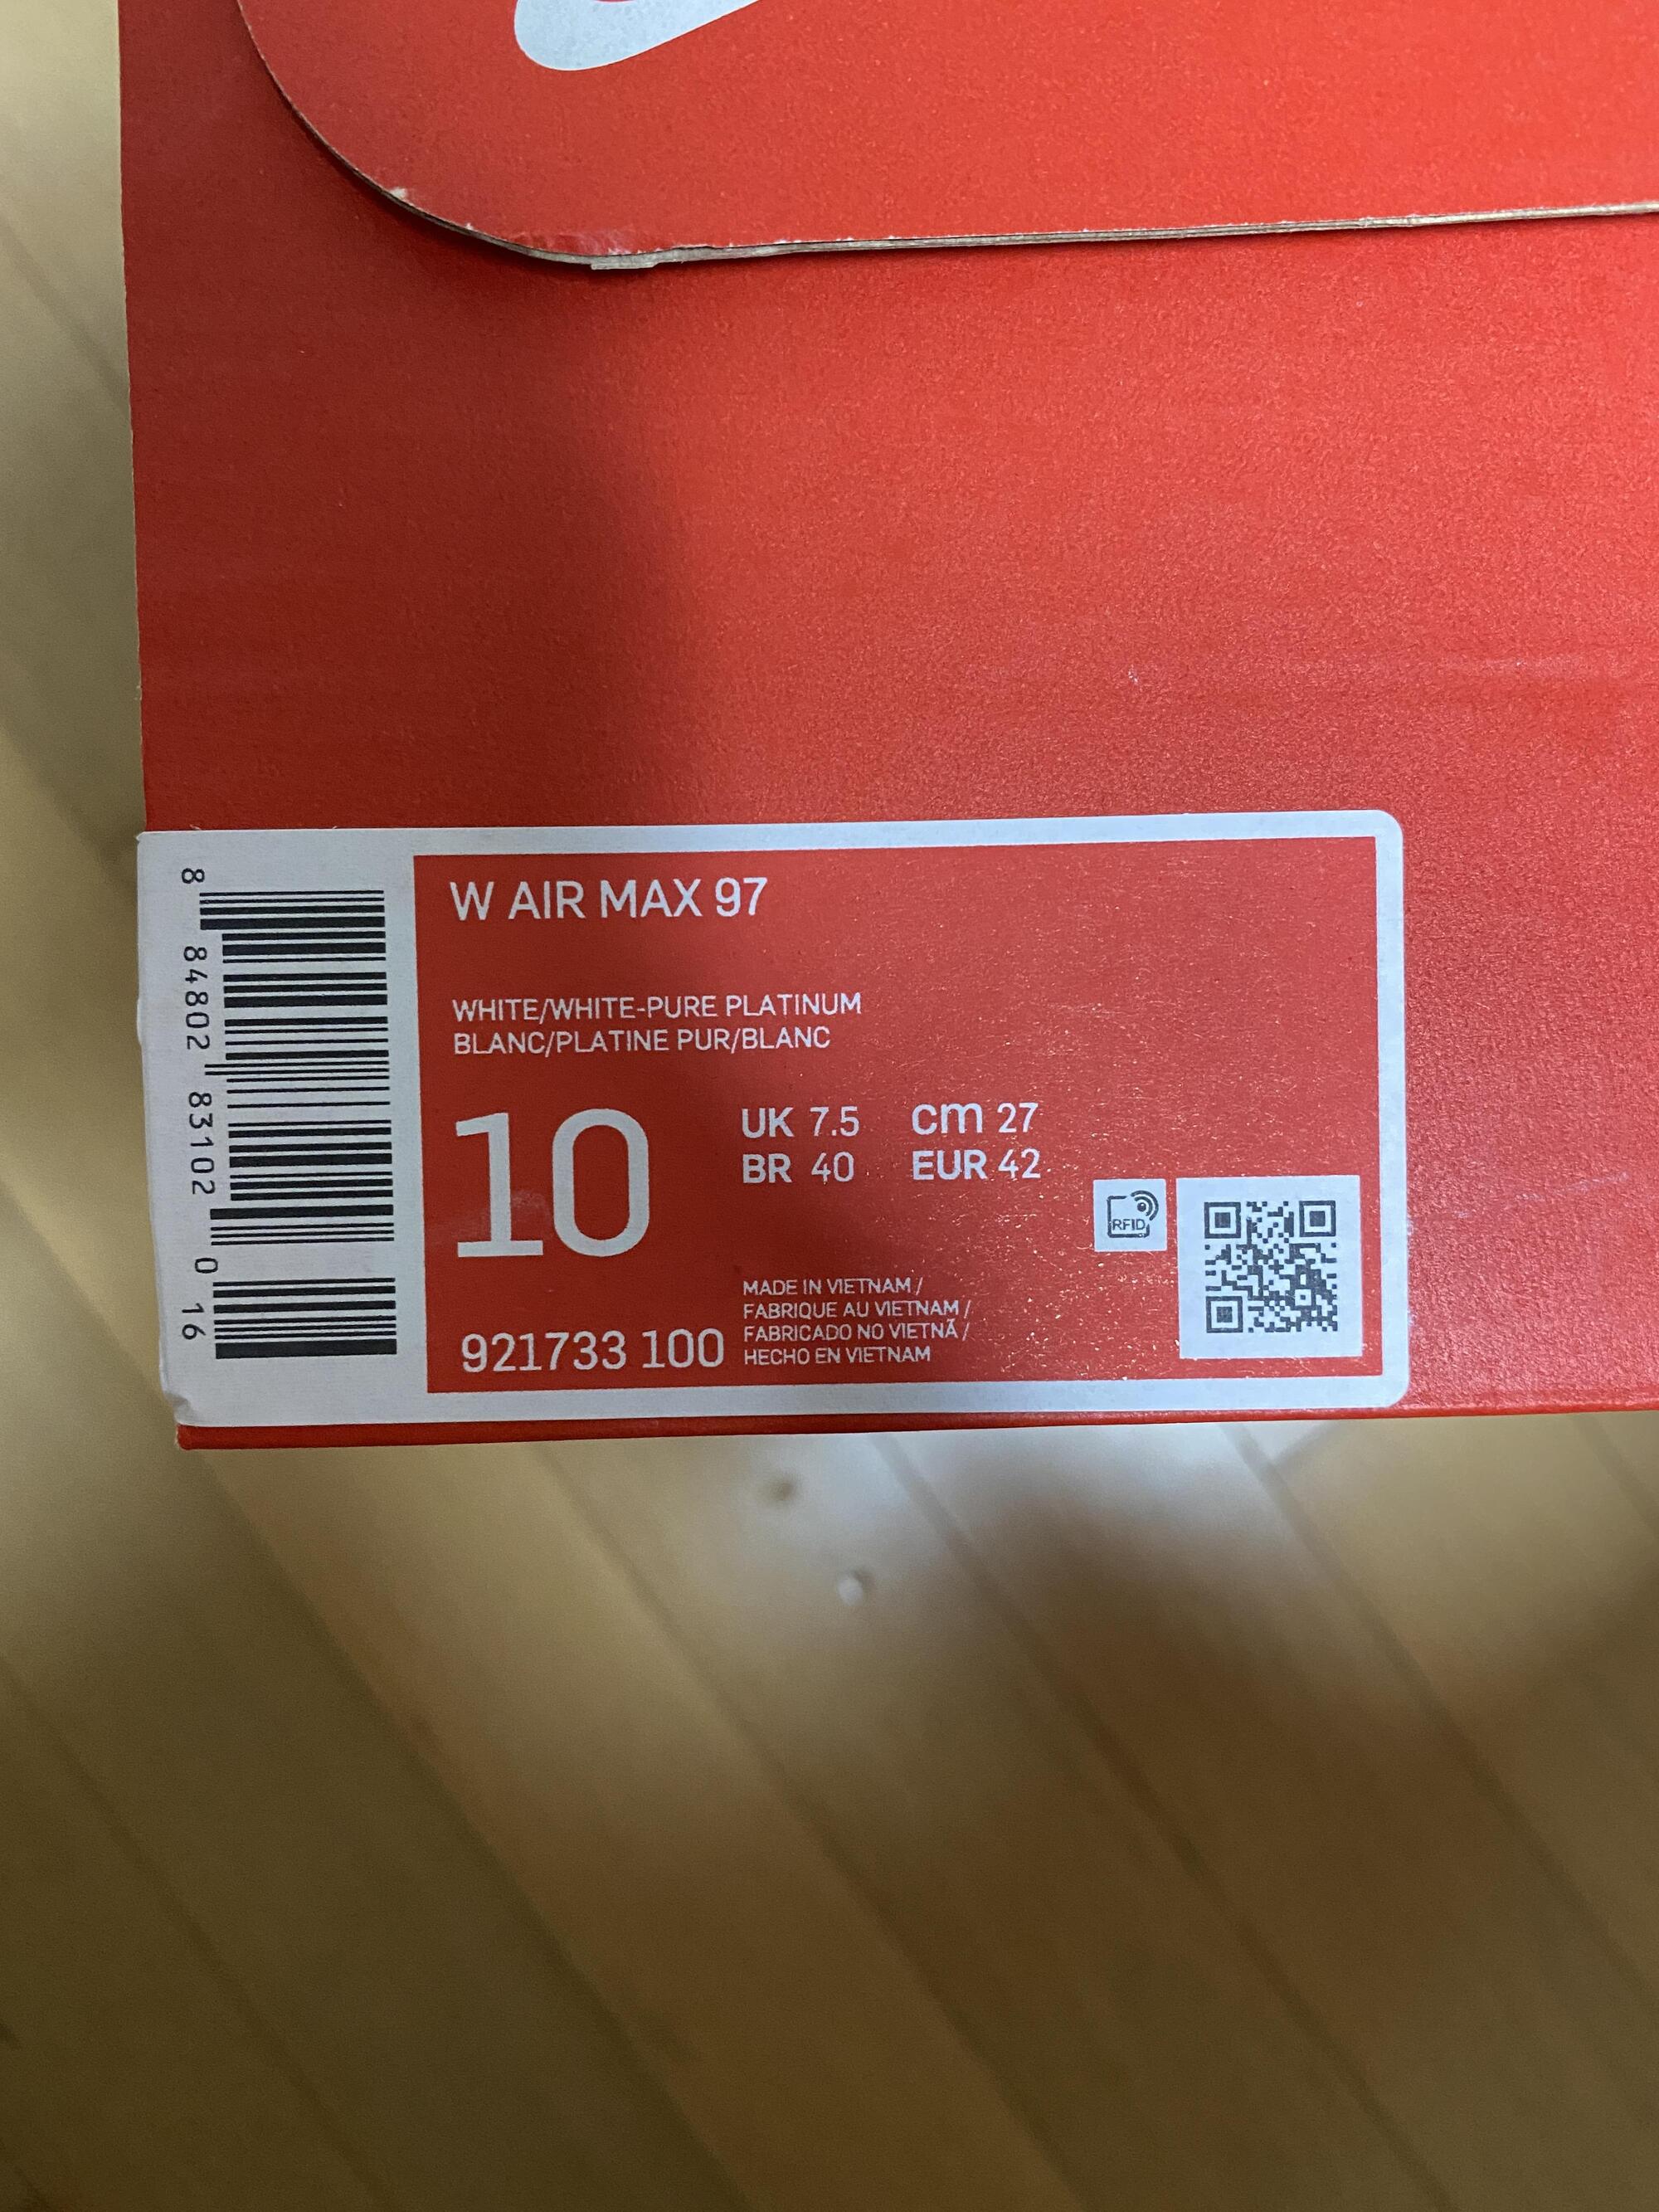 W AIR MAX 97
WHITE/WHITE-PURE PLATINUM
BLANC/PLATINE PUR/BLANC
10
UK 7.5 cm 27
BR 40 EUR 42
RFID
MADE IN VIETNAM /
FABRIQUE AU VIETNAM /
FABRICADO NO VIETNÃ /
HECHO EN VIETNAM
921733 100
8 84802 83102 0 16